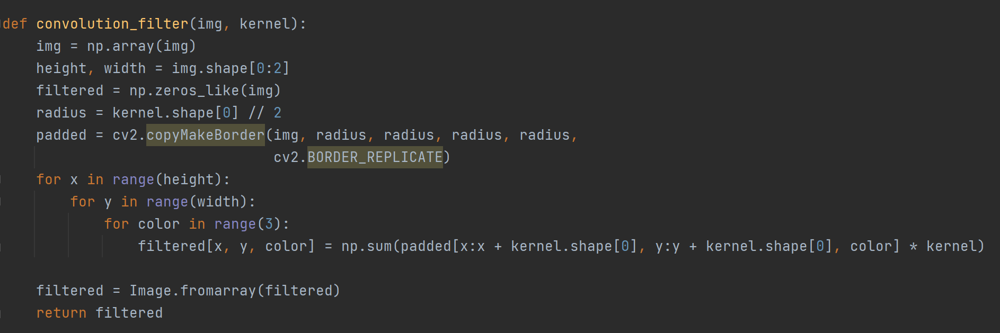 def convolution_filter(img, kernel):
    img = np.array(img)
    height, width = img.shape[0:2]
    filtered = np.zeros_like(img)
    radius = kernel.shape[0] // 2
    padded = cv2.copyMakeBorder(img, radius, radius, radius, radius,
                                cv2.BORDER_REPLICATE)
    for x in range(height):
        for y in range(width):
            for color in range(3):
                filtered[x, y, color] = np.sum(padded[x:x + kernel.shape[0], y:y + kernel.shape[0], color] * kernel)

    filtered = Image.fromarray(filtered)
    return filtered